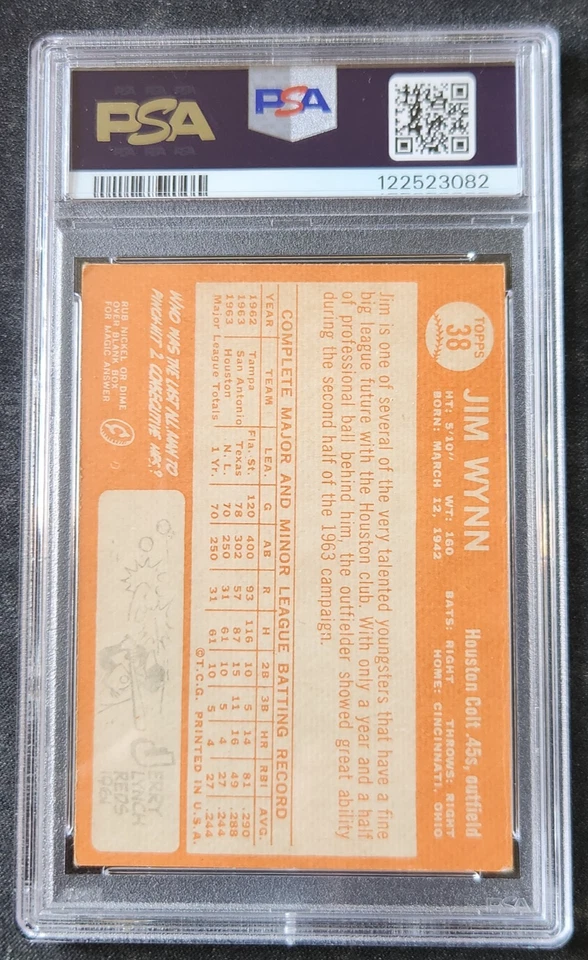 PSA
PSA
122523082
TOPPS
38
JIM WYNN
Houston Colt .45s, outfield
HT: 5'10" WT: 160 BATS: RIGHT THROWS: RIGHT
BORN: MARCH 12, 1942 HOME: CINCINNATI, OHIO
Jim is one of several of the very talented youngsters that have a fine
big league future with the Houston club. With only a year and a half
of professional ball behind him, the outfielder showed great ability
during the second half of the 1963 campaign.
COMPLETE MAJOR AND MINOR LEAGUE BATTING RECORD
YEAR TEAM LEA. G AB R H 2B 3B HR RBI AVG.
1962 Tampa Fla. St. 120 400 93 116 10 5 14 81 .290
1963 San Antonio Texas 78 302 57 87 15 11 16 49 .288
1963 Houston N. L. 70 250 31 61 10 5 4 27 .244
Major League Totals 1 Yr. 70 250 31 61 10 5 4 27 .244
©T.C.G. PRINTED IN U.S.A.
WHO WAS THE LAST N.L. MAN TO
PINCH-HIT 2 CONSECUTIVE HRS.?
RUB NICKEL OR DIME
OVER BLANK BOX
FOR MAGIC ANSWER
JERRY
LYNCH
REDS
PSA